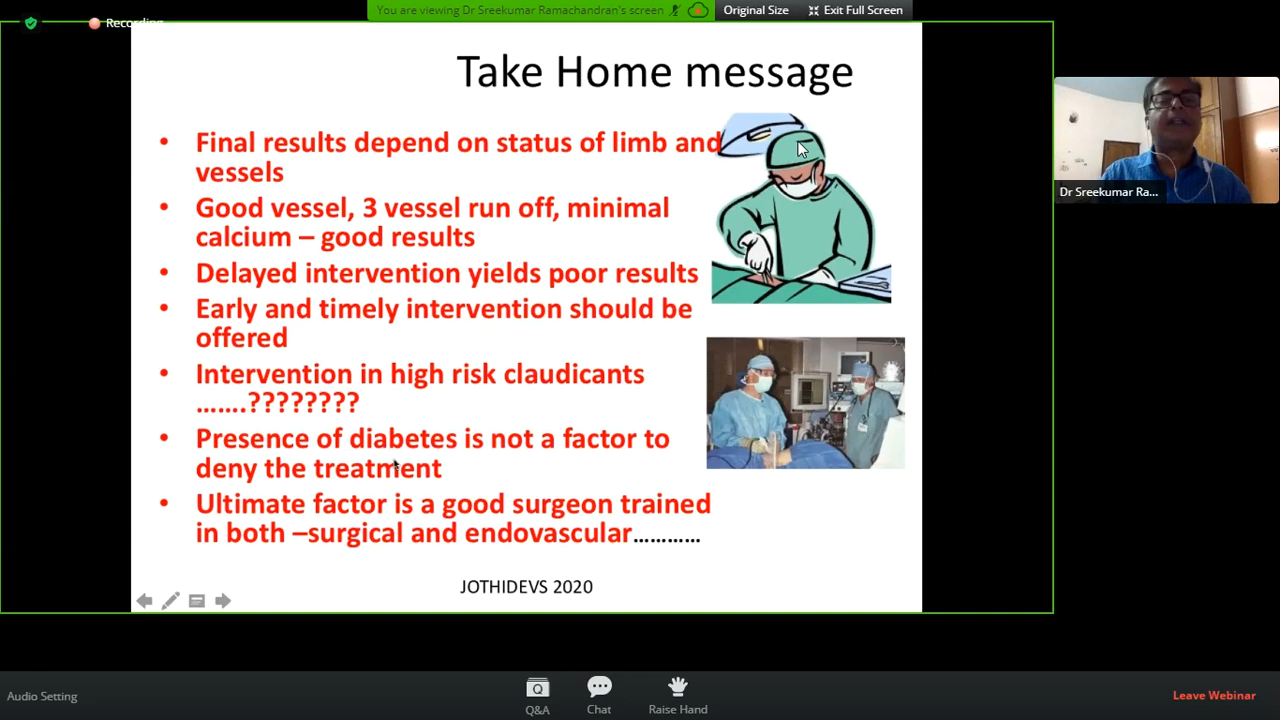 You are viewing Dr Sreekumar Ramachandran's screen
Original Size
Exit Full Screen
Recording
Take Home message
• Final results depend on status of limb and
vessels
• Good vessel, 3 vessel run off, minimal
calcium – good results
• Delayed intervention yields poor results
• Early and timely intervention should be
offered
• Intervention in high risk claudicants
…….????????
• Presence of diabetes is not a factor to
deny the treatment
• Ultimate factor is a good surgeon trained
in both –surgical and endovascular…………
JOTHIDEVS 2020
Dr Sreekumar Ra...
Audio Setting
Q&A
Chat
Raise Hand
Leave Webinar